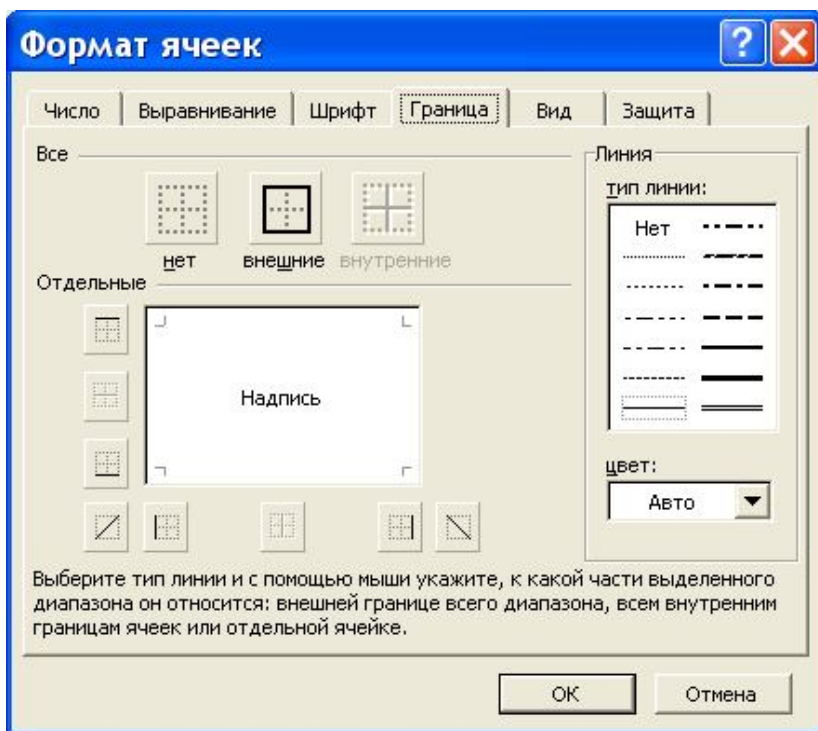 Формат ячеек
Число Выравнивание Шрифт Граница Вид Защита
Все
нет внешние внутренние
Отдельные
Надпись
Линия
тип линии:
Нет
цвет:
Авто
Выберите тип линии и с помощью мыши укажите, к какой части выделенного
диапазона он относится: внешней границе всего диапазона, всем внутренним
границам ячеек или отдельной ячейке.
ОК Отмена